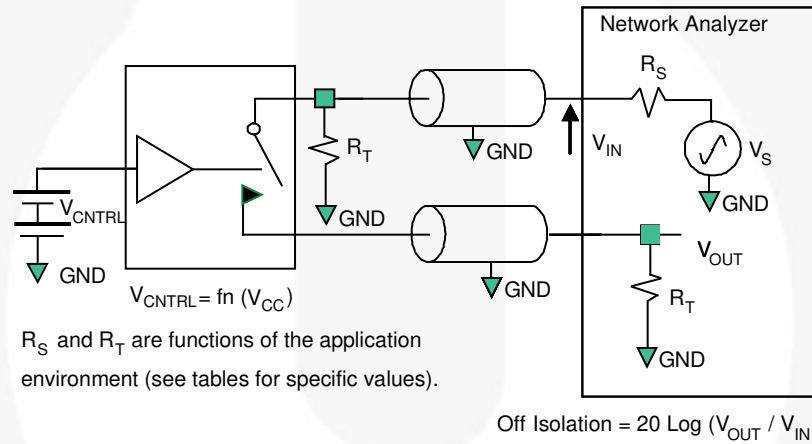 Network Analyzer
R_S
V_IN
V_S
GND
GND
R_T
GND
V_CNTRL
GND
GND
V_OUT
R_T
GND
V_CNTRL = fn (V_CC)
R_S and R_T are functions of the application
environment (see tables for specific values).
Off Isolation = 20 Log (V_OUT / V_IN